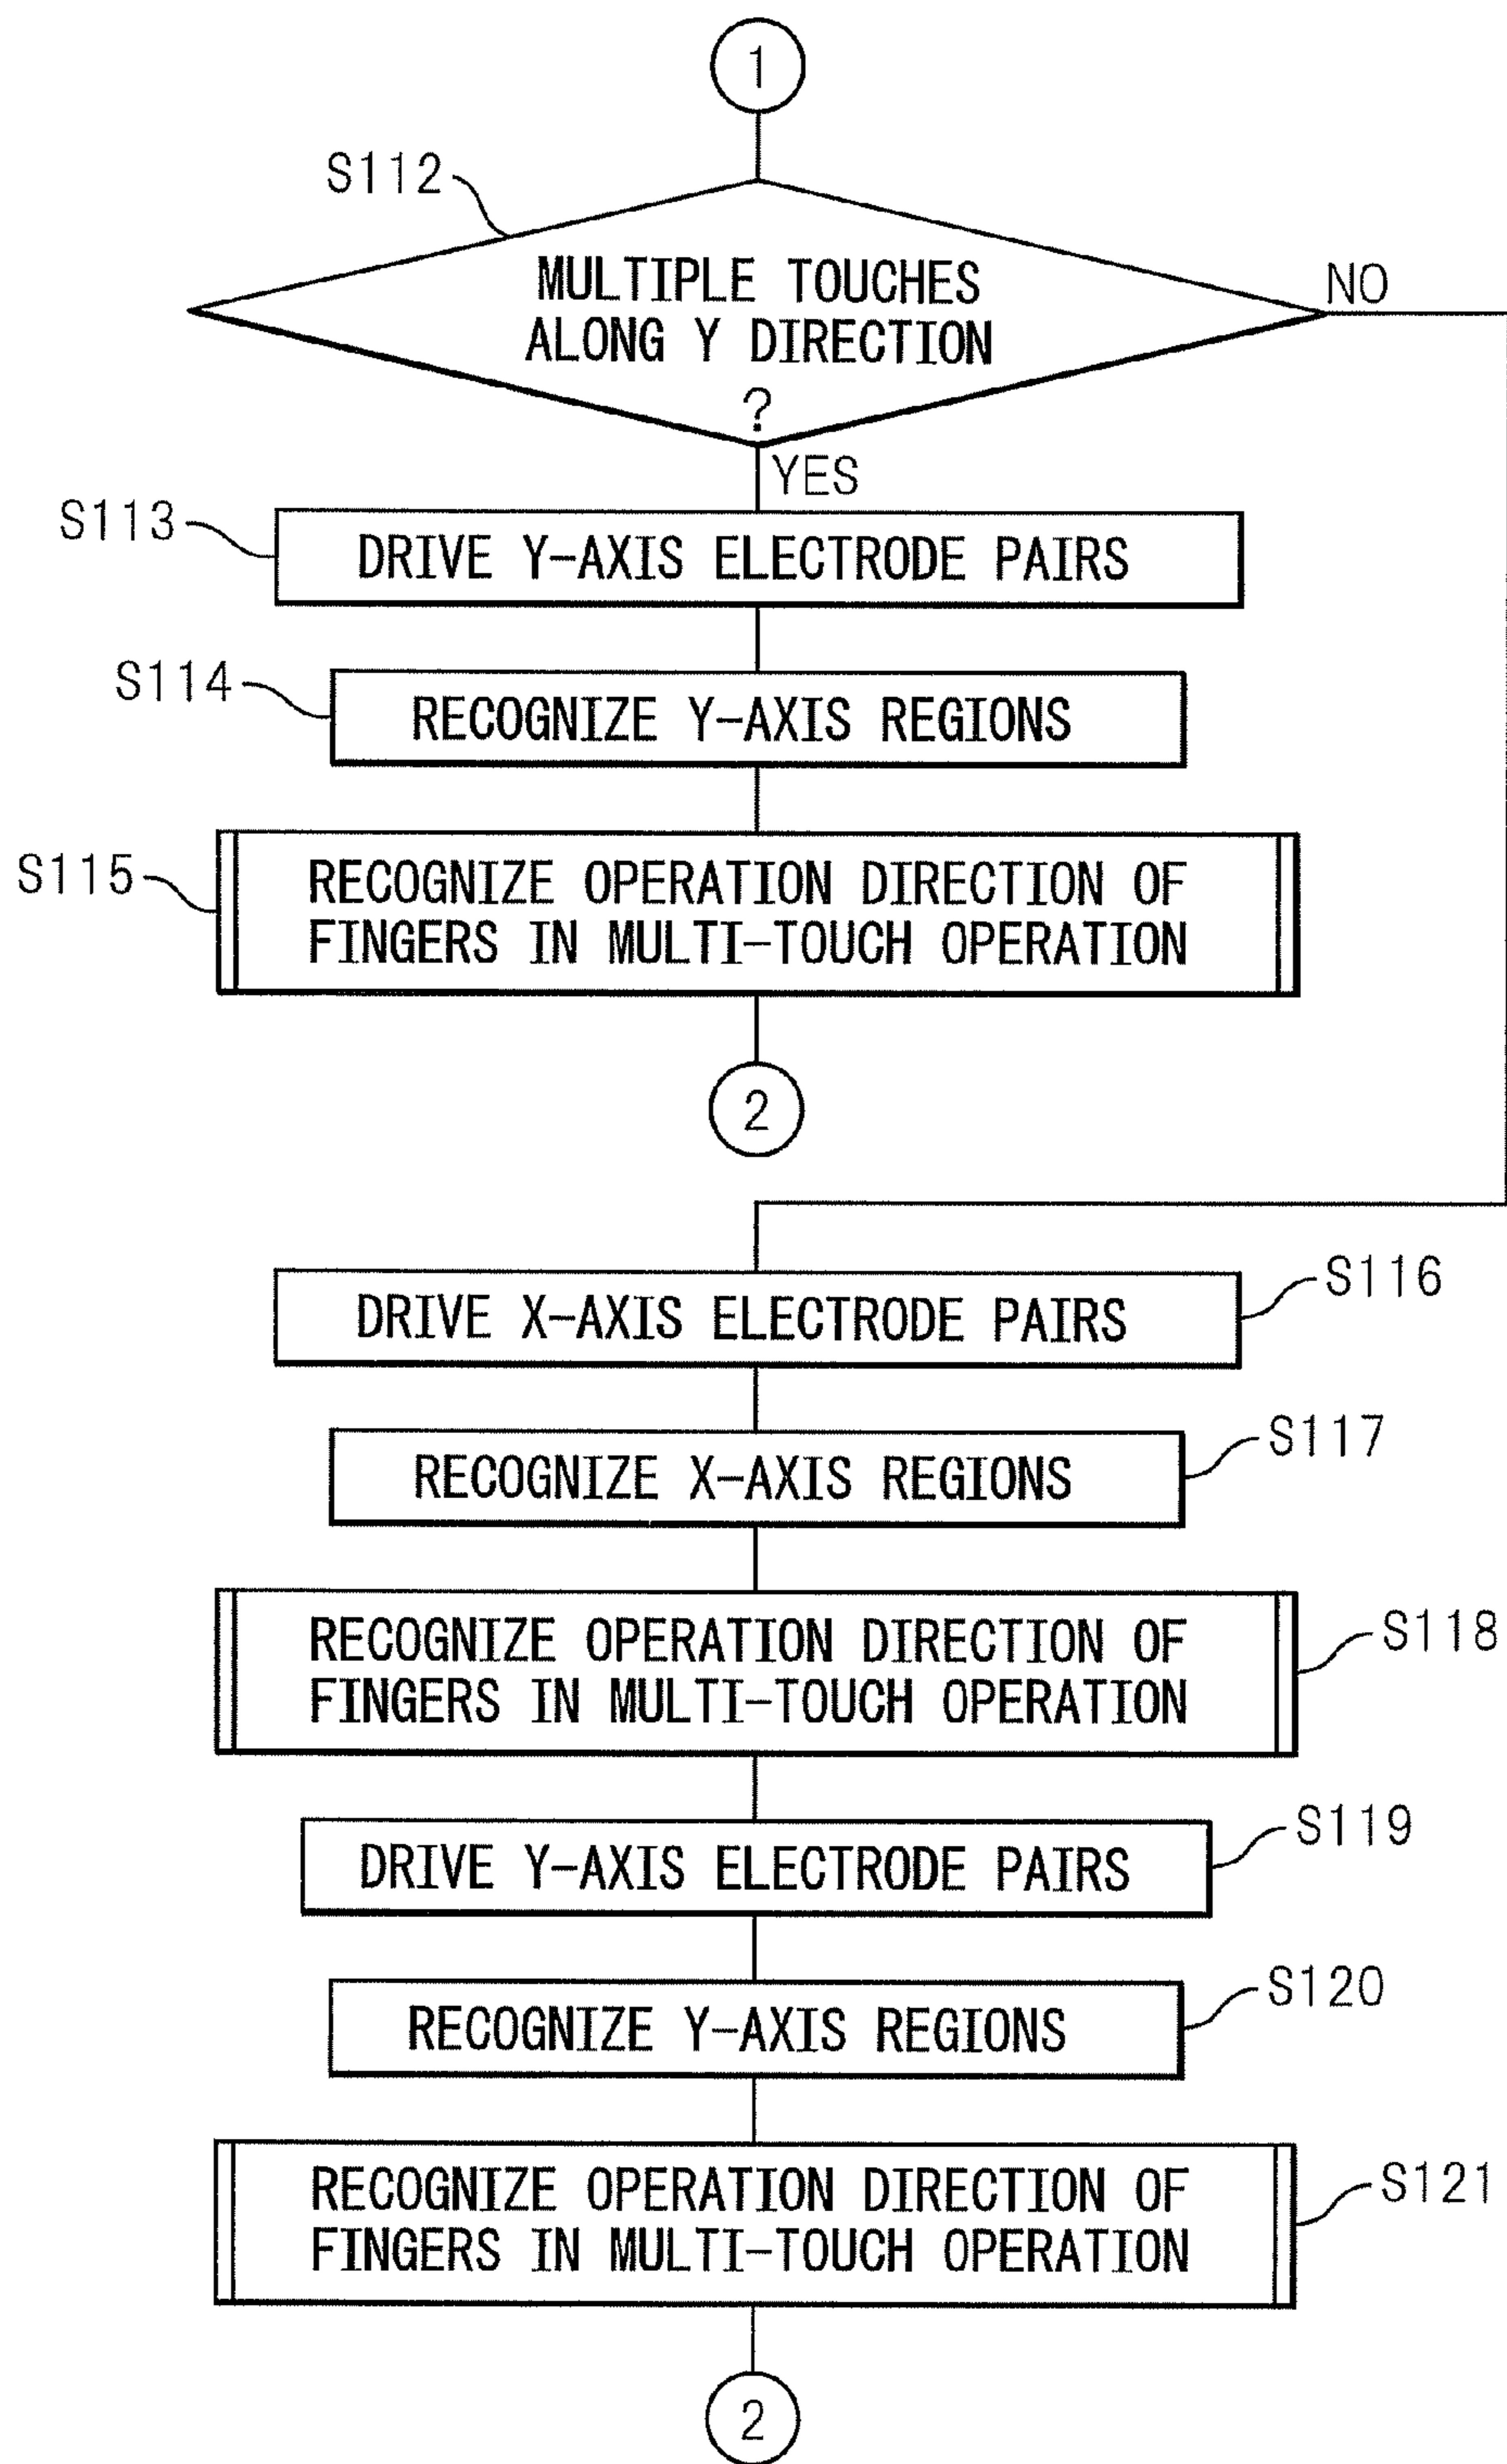 1
S112
MULTIPLE TOUCHES
ALONG Y DIRECTION
?
NO
YES
S113
DRIVE Y-AXIS ELECTRODE PAIRS
S114
RECOGNIZE Y-AXIS REGIONS
S115
RECOGNIZE OPERATION DIRECTION OF
FINGERS IN MULTI-TOUCH OPERATION
2
DRIVE X-AXIS ELECTRODE PAIRS
S116
RECOGNIZE X-AXIS REGIONS
S117
RECOGNIZE OPERATION DIRECTION OF
FINGERS IN MULTI-TOUCH OPERATION
S118
DRIVE Y-AXIS ELECTRODE PAIRS
S119
RECOGNIZE Y-AXIS REGIONS
S120
RECOGNIZE OPERATION DIRECTION OF
FINGERS IN MULTI-TOUCH OPERATION
S121
2